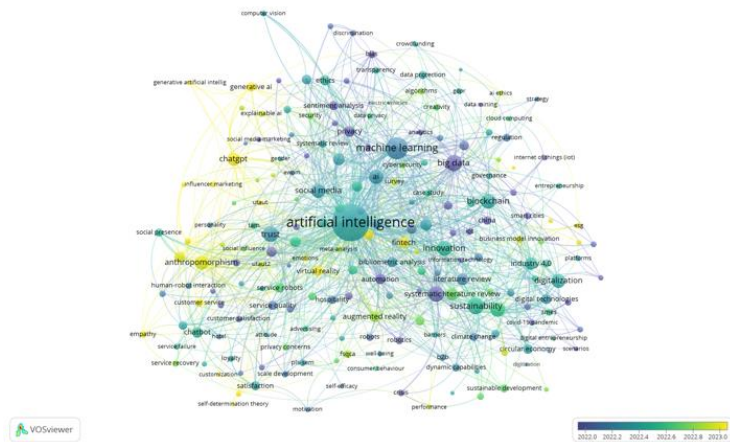 computer vision
discrimination
bias
crowdfunding
transparency
data protection
generative artificial intellig
generative ai
ethics
algorithms
ai ethics
strategy
sentiment analysis
creativity
data mining
explainable ai
security
data privacy
cloud computing
privacy
analytics
regulation
social media marketing
systematic review
machine learning
chatgpt
gender
cybersecurity
big data
internet of things (iot)
ai
survey
governance
influencer marketing
social media
case study
entrepreneurship
utaut
blockchain
artificial intelligence
china
smart cities
personality
esg
social presence
tam
trust
fintech
business model innovation
social influence
meta-analysis
innovation
platforms
anthropomorphism
utaut2
emotions
bibliometric analysis
information technology
industry 4.0
virtual reality
human-robot interaction
service robots
automation
literature review
digitalization
customer service
service quality
hospitality
systematic literature review
digital technologies
sustainability
smes
customer satisfaction
augmented reality
covid-19 pandemic
empathy
chatbot
hotel
attitude
advertising
robots
barriers
climate change
digital entrepreneurship
service failure
privacy concerns
robotics
circular economy
scenarios
loyalty
fsqca
well-being
b2b
service recovery
pls-sem
customization
scale development
consumer behaviour
dynamic capabilities
digitization
satisfaction
self-efficacy
crisis
sustainable development
self-determination theory
motivation
performance
VOSviewer
2022.0 2022.2 2022.4 2022.6 2022.8 2023.0